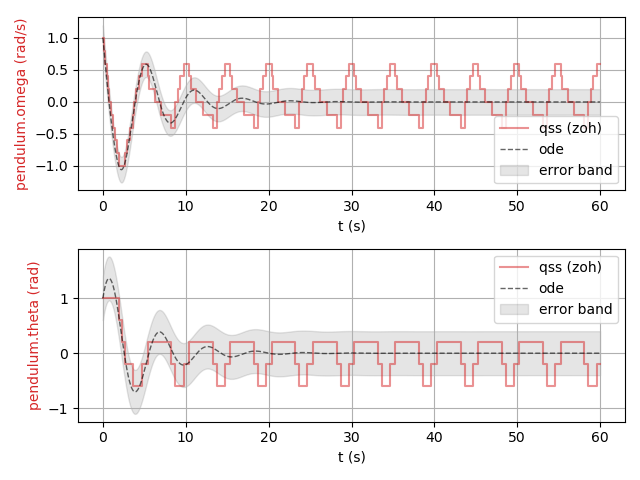 pendulum.omega (rad/s)
1.0
0.5
0.0
−0.5
−1.0
qss (zoh)
ode
error band
0 10 20 30 40 50 60
t (s)
pendulum.theta (rad)
1
0
−1
qss (zoh)
ode
error band
0 10 20 30 40 50 60
t (s)